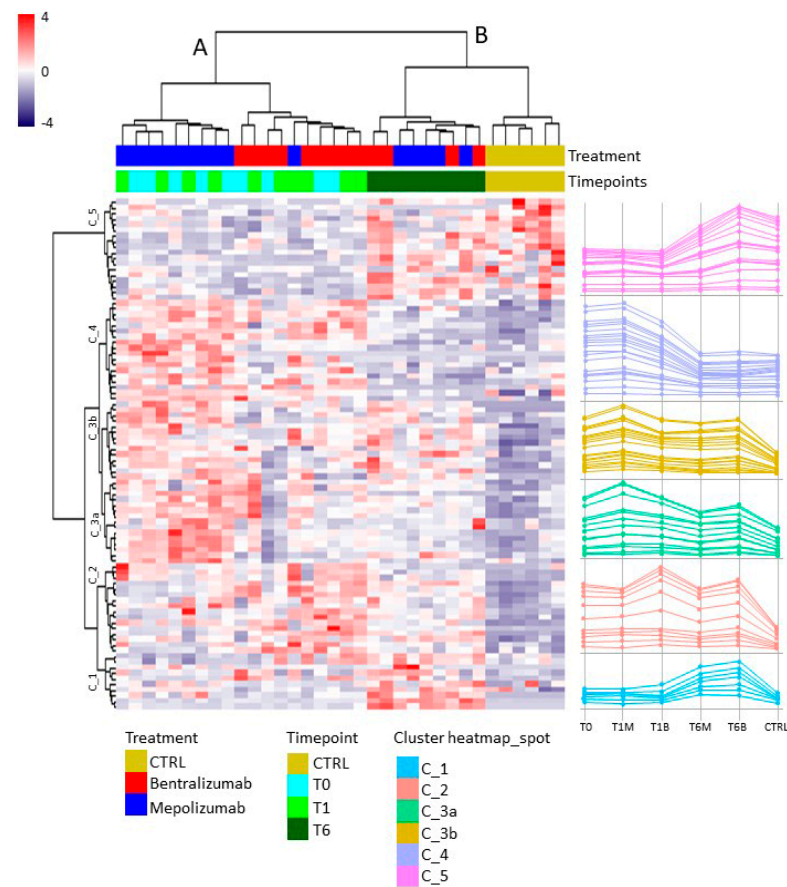 4
0
-4
A
B
Treatment
Timepoints
C_5
C_4
C_3b
C_3a
C_2
C_1
T0 T1M T1B T6M T6B CTRL
Treatment
CTRL
Bentralizumab
Mepolizumab
Timepoint
CTRL
T0
T1
T6
Cluster heatmap_spot
C_1
C_2
C_3a
C_3b
C_4
C_5